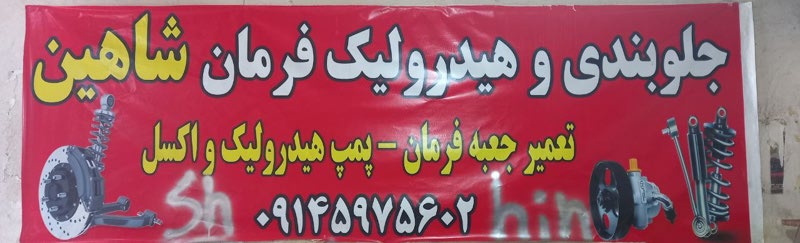 جلوبندی و هیدرولیک فرمان شاهین
تعمیر جعبه فرمان - پمپ هیدرولیک و اکسل
Sh ۰۹۱۴۵۹۷۵۶۰۲ hin